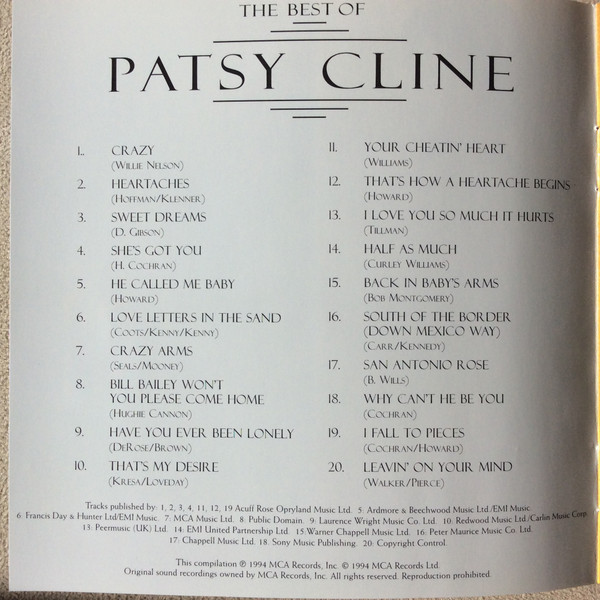 THE BEST OF
PATSY CLINE
1. CRAZY
(WILLIE NELSON)
2. HEARTACHES
(HOFFMAN/KLENNER)
3. SWEET DREAMS
(D. GIBSON)
4. SHE'S GOT YOU
(H. COCHRAN)
5. HE CALLED ME BABY
(HOWARD)
6. LOVE LETTERS IN THE SAND
(COOTS/KENNY/KENNY)
7. CRAZY ARMS
(SEALS/MOONEY)
8. BILL BAILEY WON'T
YOU PLEASE COME HOME
(HUGHIE CANNON)
9. HAVE YOU EVER BEEN LONELY
(DEROSE/BROWN)
10. THAT'S MY DESIRE
(KRESA/LOVEDAY)
11. YOUR CHEATIN' HEART
(WILLIAMS)
12. THAT'S HOW A HEARTACHE BEGINS
(HOWARD)
13. I LOVE YOU SO MUCH IT HURTS
(TILLMAN)
14. HALF AS MUCH
(CURLEY WILLIAMS)
15. BACK IN BABY'S ARMS
(BOB MONTGOMERY)
16. SOUTH OF THE BORDER
(DOWN MEXICO WAY)
(CARR/KENNEDY)
17. SAN ANTONIO ROSE
(B. WILLS)
18. WHY CAN'T HE BE YOU
(COCHRAN)
19. I FALL TO PIECES
(COCHRAN/HOWARD)
20. LEAVIN' ON YOUR MIND
(WALKER/PIERCE)
Tracks published by: 1, 2, 3, 4, 11, 12, 19 Acuff Rose Opryland Music Ltd. 5. Ardmore & Beechwood Music Ltd./EMI Music.
6. Francis Day & Hunter Ltd/EMI Music. 7. MCA Music Ltd. 8. Public Domain. 9. Laurence Wright Music Co. Ltd. 10. Redwood Music Ltd./Carlin Music Corp.
13. Peermusic (UK) Ltd. 14. EMI United Partnership Ltd. 15 Warner Chappell Music Ltd. 16. Peter Maurice Music Co. Ltd.
17. Chappell Music Ltd. 18. Sony Music Publishing. 20. Copyright Control.
This compilation ℗ 1994 MCA Records, Inc. © 1994 MCA Records Ltd.
Original sound recordings owned by MCA Records, Inc. All rights reserved. Reproduction prohibited.